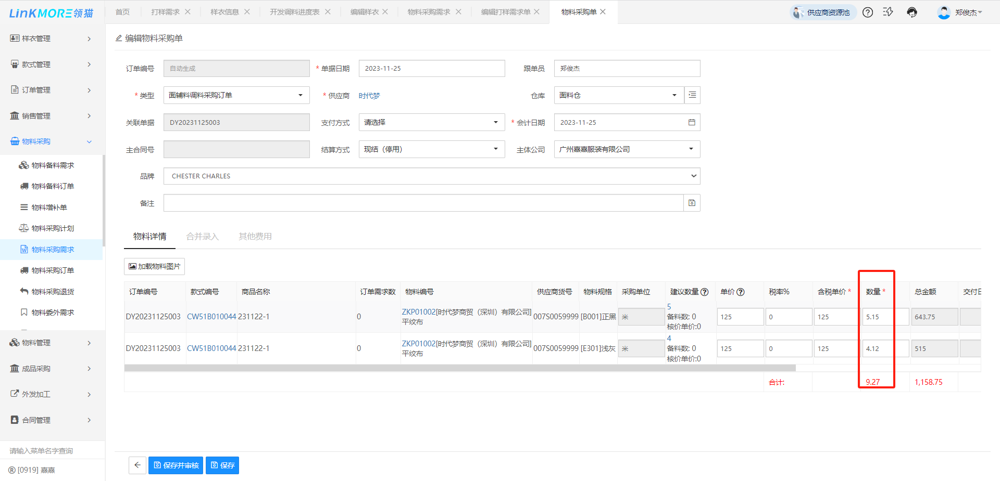 LinKMORE领猫
首页
打样需求
样衣信息
开发调料进度表
编辑样衣
物料采购需求
编辑打样需求单
物料采购单
供应商资源池
郑俊杰
样衣管理
款式管理
订单管理
销售管理
物料采购
物料备料需求
物料备料订单
物料增补单
物料采购计划
物料采购需求
物料采购订单
物料采购退货
物料委外需求
物料管理
成品采购
外发加工
合同管理
请输入菜单名字查询
® [0919] 熹熹
编辑物料采购单
订单编号 自动生成 * 单据日期 2023-11-25 跟单员 郑俊杰
* 类型 面辅料调料采购订单 * 供应商 时代梦 仓库 面料仓
关联单据 DY20231125003 支付方式 请选择 * 会计日期 2023-11-25
主合同号 结算方式 现结（停用） 主体公司 广州熹熹服装有限公司
品牌 CHESTER CHARLES
备注
物料详情 合并录入 其他费用
加载物料图片
订单编号 款式编号 商品名称 订单需求数 物料编号 供应商货号 物料规格 采购单位 建议数量 单价 税率% 含税单价 * 数量 * 总金额 交付日
DY20231125003 CW51B010044 231122-1 0 ZKP01002[时代梦商贸（深圳）有限公司]平纹布 007S0059999 [B001]正黑 米 5 备料数: 0 核价单价:0 125 0 125 5.15 643.75
DY20231125003 CW51B010044 231122-1 0 ZKP01002[时代梦商贸（深圳）有限公司]平纹布 007S0059999 [E301]浅灰 米 4 备料数: 0 核价单价:0 125 0 125 4.12 515
合计: 9.27 1,158.75
保存并审核
保存